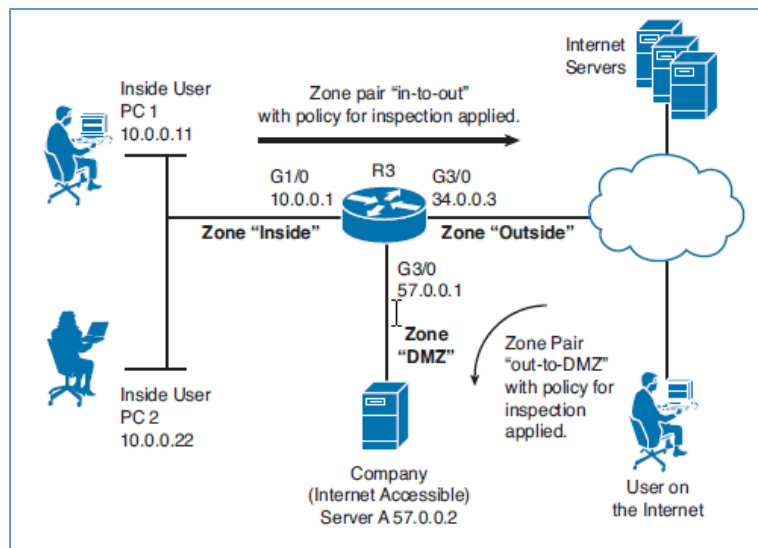 Internet
Servers
Inside User
PC 1
10.0.0.11
Zone pair “in-to-out”
with policy for inspection applied.
G1/0
10.0.0.1
R3
G3/0
34.0.0.3
Zone “Inside”
Zone “Outside”
G3/0
57.0.0.1
Zone
“DMZ”
Zone Pair
“out-to-DMZ”
with policy for
inspection
applied.
Inside User
PC 2
10.0.0.22
Company
(Internet Accessible)
Server A 57.0.0.2
User on
the Internet